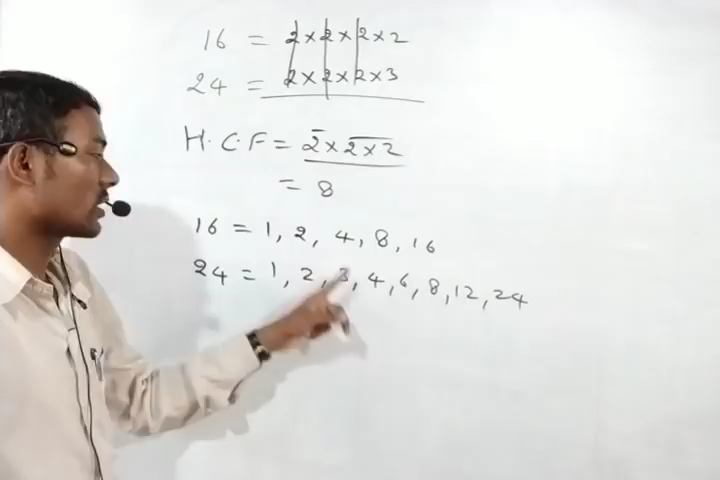 16 = 2×2×2×2
24 = 2×2×2×3
H.C.F = 2×2×2
= 8
16 = 1, 2, 4, 8, 16
24 = 1, 2, 3, 4, 6, 8, 12, 24